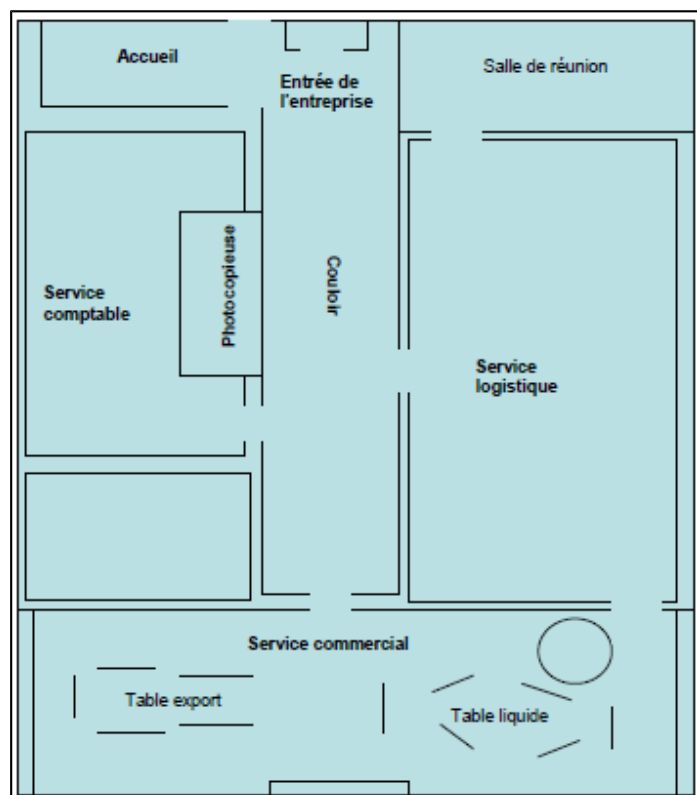 Accueil
Entrée de
l'entreprise
Salle de réunion
Service
comptable
Photocopieuse
Couloir
Service
logistique
Service commercial
Table export
Table liquide